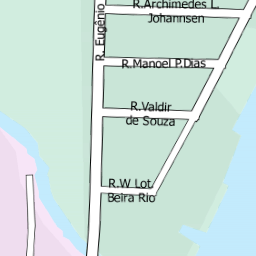 R.Archimedes L.
Johannsen
R. Eugênio
R.Manoel P.Dias
R.Valdir
de Souza
R.W Lot
Beira Rio